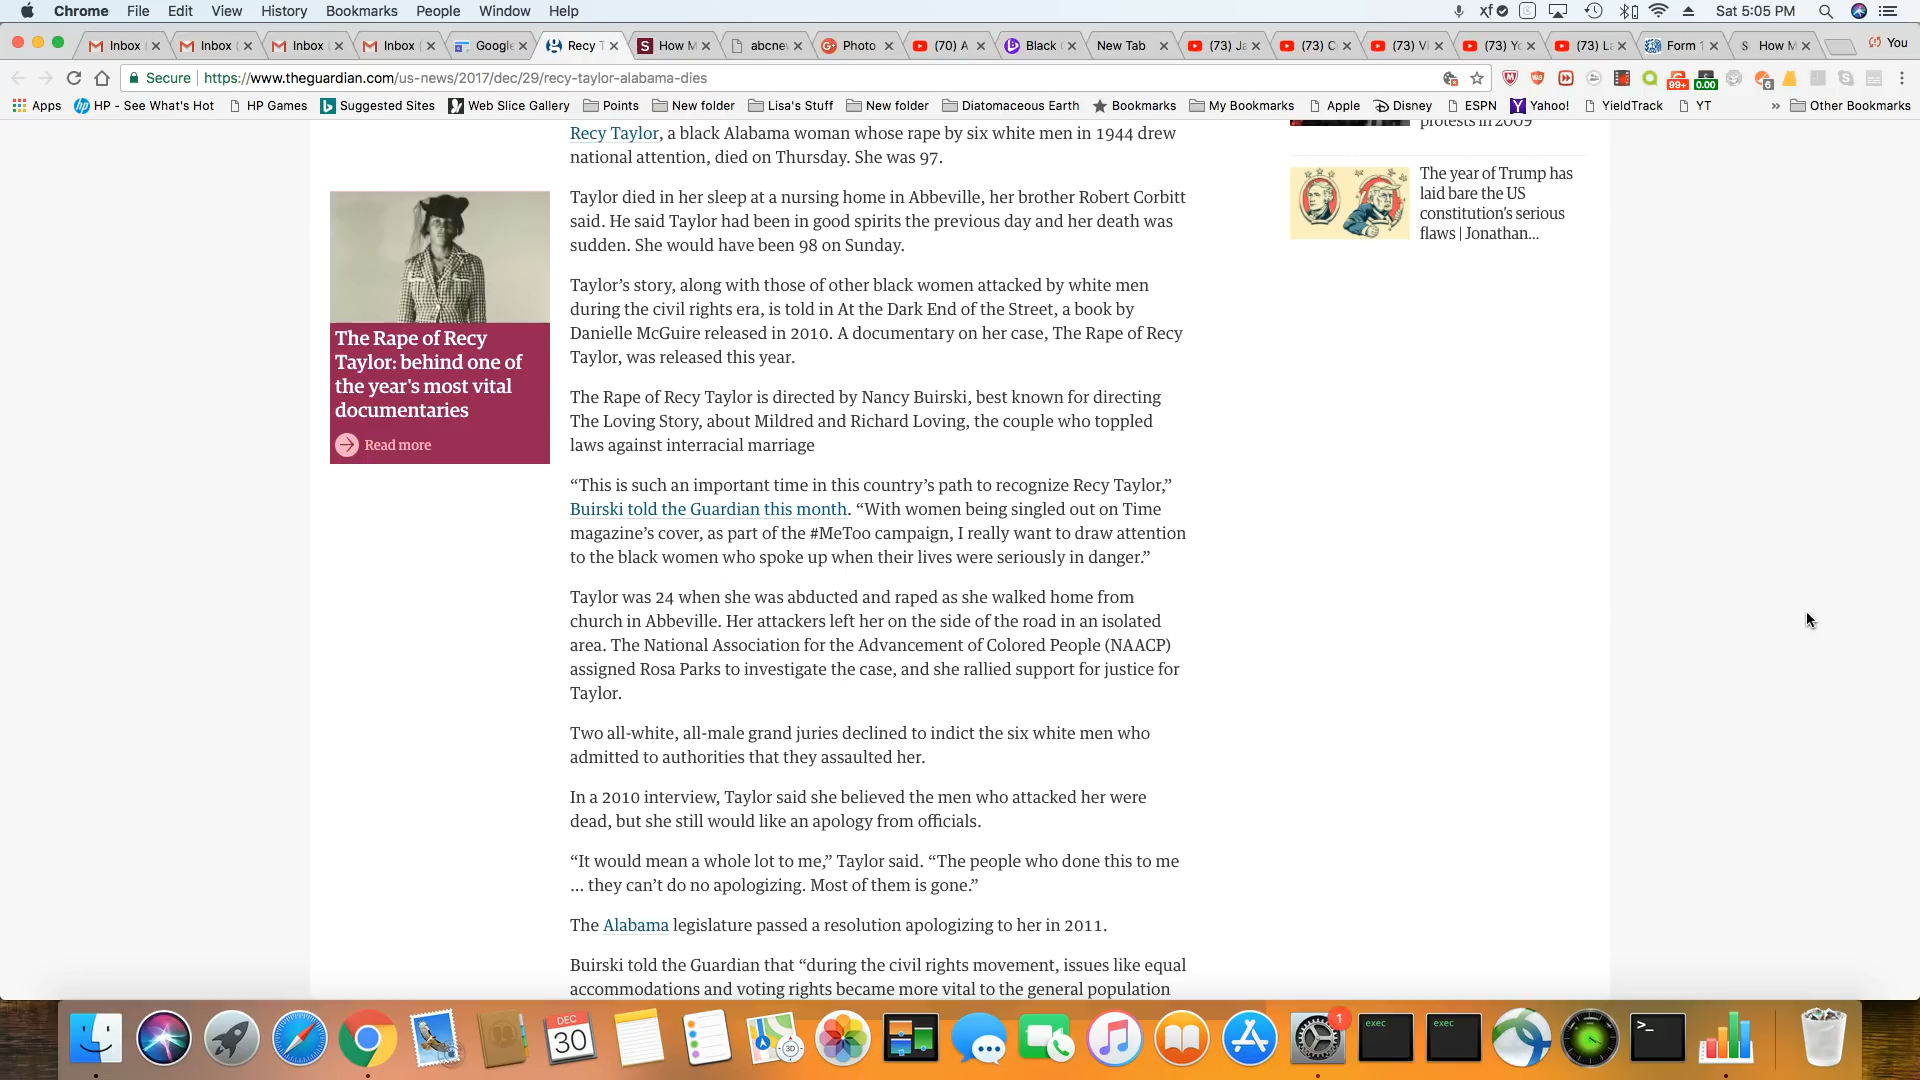 Chrome File Edit View History Bookmarks People Window Help
Sat 5:05 PM
Inbox Inbox Inbox Inbox Google Recy T How M abcne Photo (70) A Black New Tab (73) Ja (73) C (73) Vi (73) Yo (73) L Form 1 How M You
Secure https://www.theguardian.com/us-news/2017/dec/29/recy-taylor-alabama-dies
99+ 0.00 6
Apps HP - See What's Hot HP Games Suggested Sites Web Slice Gallery Points New folder Lisa's Stuff New folder Diatomaceous Earth Bookmarks My Bookmarks Apple Disney ESPN Yahoo! YieldTrack YT » Other Bookmarks
Recy Taylor, a black Alabama woman whose rape by six white men in 1944 drew
national attention, died on Thursday. She was 97.
Taylor died in her sleep at a nursing home in Abbeville, her brother Robert Corbitt
said. He said Taylor had been in good spirits the previous day and her death was
sudden. She would have been 98 on Sunday.
Taylor's story, along with those of other black women attacked by white men
during the civil rights era, is told in At the Dark End of the Street, a book by
Danielle McGuire released in 2010. A documentary on her case, The Rape of Recy
Taylor, was released this year.
The Rape of Recy Taylor is directed by Nancy Buirski, best known for directing
The Loving Story, about Mildred and Richard Loving, the couple who toppled
laws against interracial marriage
“This is such an important time in this country's path to recognize Recy Taylor,”
Buirski told the Guardian this month. “With women being singled out on Time
magazine's cover, as part of the #MeToo campaign, I really want to draw attention
to the black women who spoke up when their lives were seriously in danger.”
Taylor was 24 when she was abducted and raped as she walked home from
church in Abbeville. Her attackers left her on the side of the road in an isolated
area. The National Association for the Advancement of Colored People (NAACP)
assigned Rosa Parks to investigate the case, and she rallied support for justice for
Taylor.
Two all-white, all-male grand juries declined to indict the six white men who
admitted to authorities that they assaulted her.
In a 2010 interview, Taylor said she believed the men who attacked her were
dead, but she still would like an apology from officials.
“It would mean a whole lot to me,” Taylor said. “The people who done this to me
... they can't do no apologizing. Most of them is gone.”
The Alabama legislature passed a resolution apologizing to her in 2011.
Buirski told the Guardian that “during the civil rights movement, issues like equal
accommodations and voting rights became more vital to the general population
The Rape of Recy
Taylor: behind one of
the year's most vital
documentaries
Read more
protests in 2009
The year of Trump has
laid bare the US
constitution's serious
flaws | Jonathan...
DEC
30
3D
1
exec
exec
>_